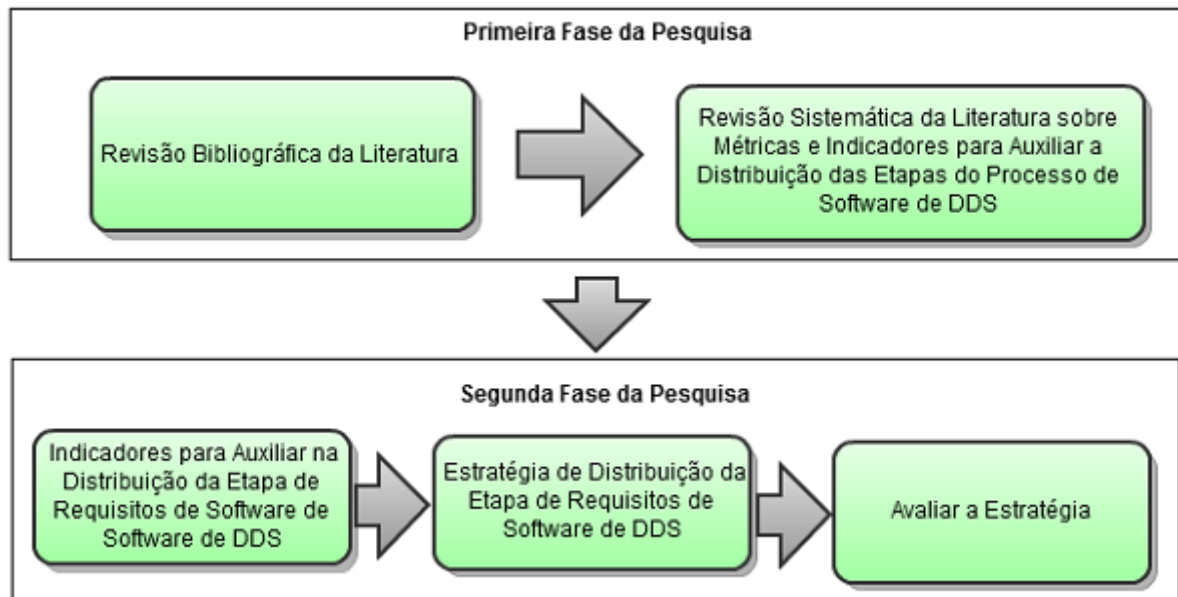 Primeira Fase da Pesquisa
Revisão Bibliográfica da Literatura
Revisão Sistemática da Literatura sobre
Métricas e Indicadores para Auxiliar a
Distribuição das Etapas do Processo de
Software de DDS
Segunda Fase da Pesquisa
Indicadores para Auxiliar na
Distribuição da Etapa de
Requisitos de Software de
Software de DDS
Estratégia de Distribuição da
Etapa de Requisitos de
Software de DDS
Avaliar a Estratégia